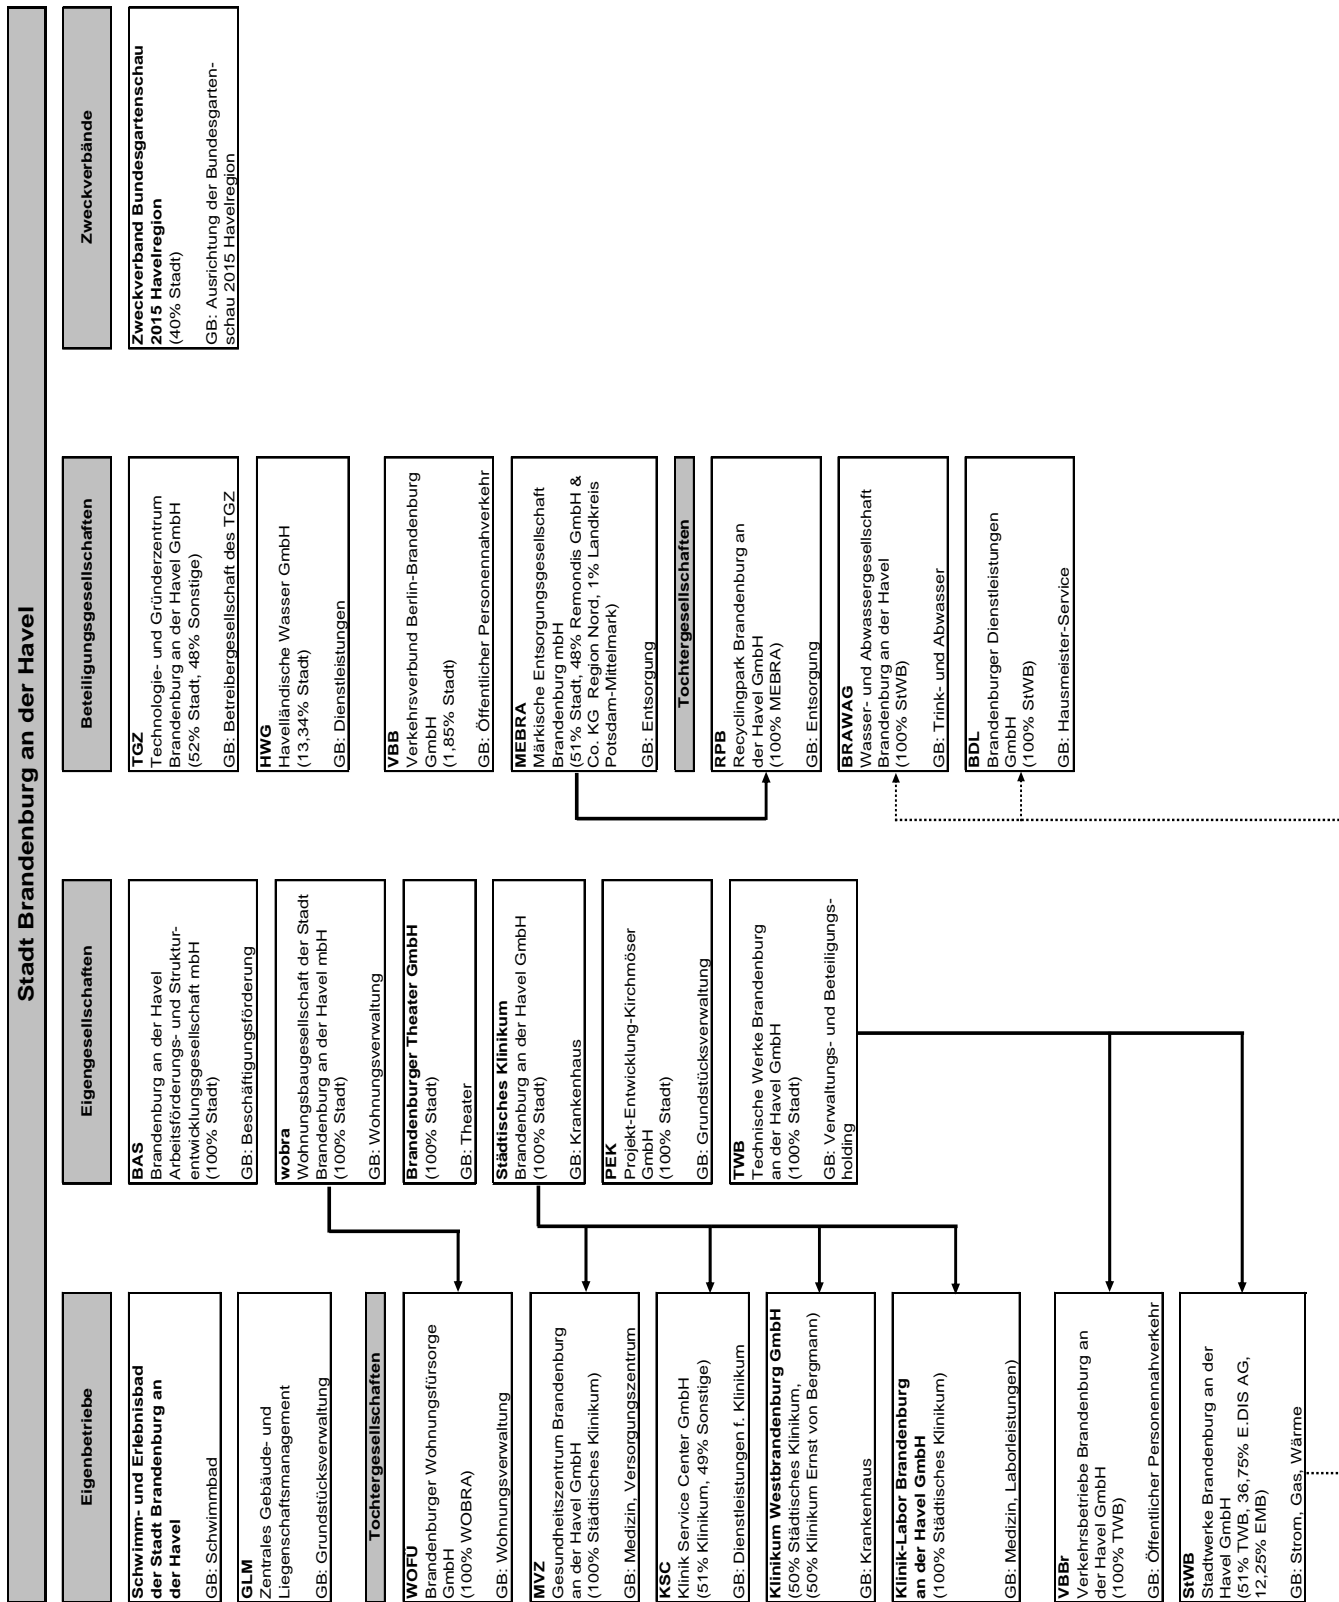 Stadt Brandenburg an der Havel
Eigenbetriebe
Schwimm- und Erlebnisbad
der Stadt Brandenburg an
der Havel
GB: Schwimmbad
GLM
Zentrales Gebäude- und
Liegenschaftsmanagement
GB: Grundstücksverwaltung
Tochtergesellschaften
WOFÜ
Brandenburger Wohnungsfürsorge
GmbH
(100% WOBRA)
GB: Wohnungsverwaltung
MVZ
Gesundheitszentrum Brandenburg
an der Havel GmbH
(100% Städtisches Klinikum)
GB: Medizin, Versorgungszentrum
KSC
Klinik Service Center GmbH
(51% Klinikum, 49% Sonstige)
GB: Dienstleistungen f. Klinikum
Klinikum Westbrandenburg GmbH
(50% Städtisches Klinikum,
(50% Klinikum Ernst von Bergmann)
GB: Krankenhaus
Klinik-Labor Brandenburg
an der Havel GmbH
(100% Städtisches Klinikum)
GB: Medizin, Laborleistungen)
VBBr
Verkehrsbetriebe Brandenburg an
der Havel GmbH
(100% TWB)
GB: Öffentlicher Personennahverkehr
StWB
Stadtwerke Brandenburg an der
Havel GmbH
(51% TWB, 36,75% E.DIS AG,
12,25% EMB)
GB: Strom, Gas, Wärme
Eigengesellschaften
BAS
Brandenburg an der Havel
Arbeitsförderungs- und Struktur-
entwicklungsgesellschaft mbH
(100% Stadt)
GB: Beschäftigungsförderung
wobra
Wohnungsbaugesellschaft der Stadt
Brandenburg an der Havel mbH
(100% Stadt)
GB: Wohnungsverwaltung
Brandenburger Theater GmbH
(100% Stadt)
GB: Theater
Städtisches Klinikum
Brandenburg an der Havel GmbH
(100% Stadt)
GB: Krankenhaus
PEK
Projekt-Entwicklung-Kirchmöser
GmbH
(100% Stadt)
GB: Grundstücksverwaltung
TWB
Technische Werke Brandenburg
an der Havel GmbH
(100% Stadt)
GB: Verwaltungs- und Beteiligungs-
holding
Beteiligungsgesellschaften
TGZ
Technologie- und Gründerzentrum
Brandenburg an der Havel GmbH
(52% Stadt, 48% Sonstige)
GB: Betreibergesellschaft des TGZ
HWG
Havelländische Wasser GmbH
(13,34% Stadt)
GB: Dienstleistungen
VBB
Verkehrsverbund Berlin-Brandenburg
GmbH
(1,85% Stadt)
GB: Öffentlicher Personennahverkehr
MEBRA
Märkische Entsorgungsgesellschaft
Brandenburg mbH
(51% Stadt, 48% Remondis GmbH &
Co. KG Region Nord, 1% Landkreis
Potsdam-Mittelmark)
GB: Entsorgung
Tochtergesellschaften
RPB
Recyclingpark Brandenburg an
der Havel GmbH
(100% MEBRA)
GB: Entsorgung
BRAWAG
Wasser- und Abwassergesellschaft
Brandenburg an der Havel
(100% StWB)
GB: Trink- und Abwasser
BDL
Brandenburger Dienstleistungen
GmbH
(100% StWB)
GB: Hausmeister-Service
Zweckverbände
Zweckverband Bundesgartenschau
2015 Havelregion
(40% Stadt)
GB: Ausrichtung der Bundesgarten-
schau 2015 Havelregion